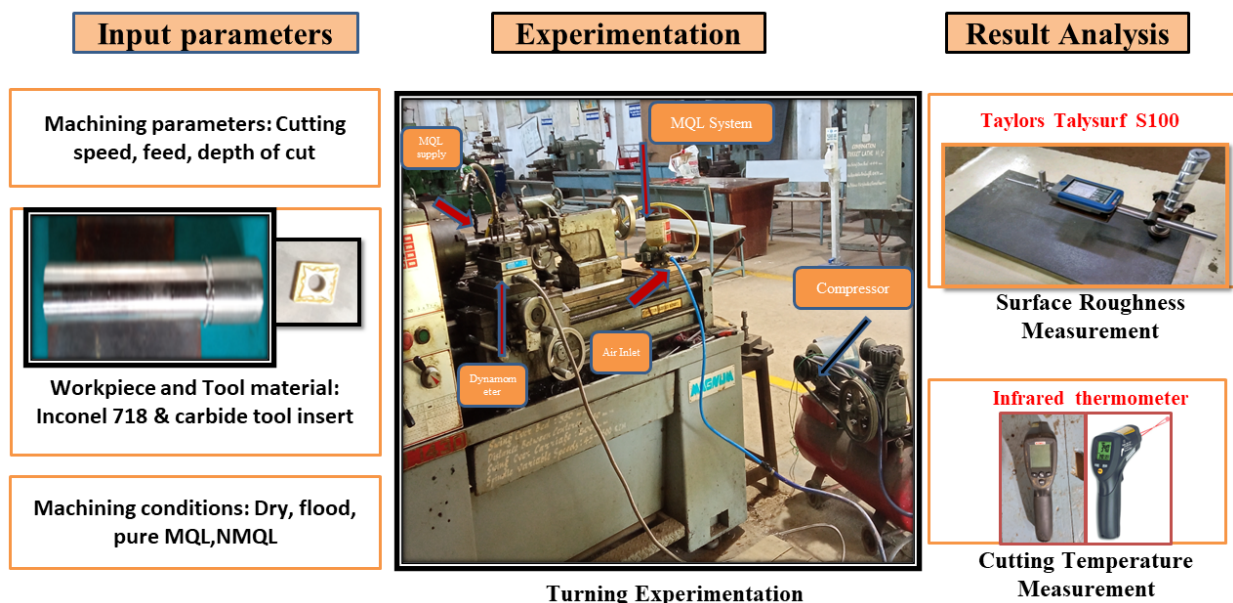 Input parameters
Experimentation
Result Analysis
Machining parameters: Cutting
speed, feed, depth of cut
Workpiece and Tool material:
Inconel 718 & carbide tool insert
Machining conditions: Dry, flood,
pure MQL,NMQL
MQL
supply
MQL System
Compressor
Air Inlet
Dynamom
eter
MAGNUM
Turning Experimentation
Taylors Talysurf S100
Surface Roughness
Measurement
Infrared thermometer
Cutting Temperature
Measurement